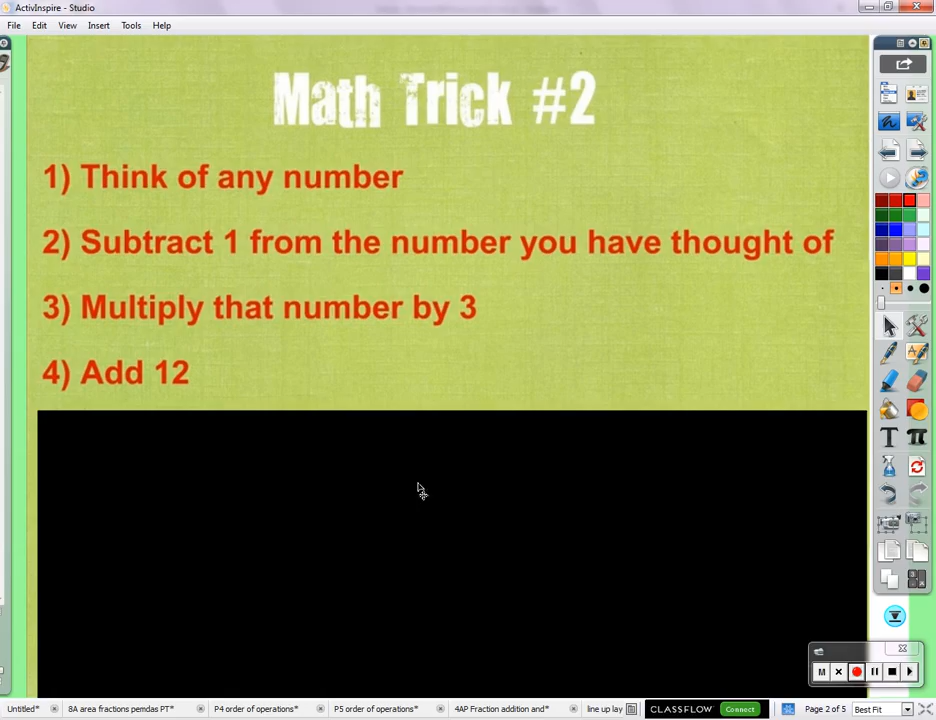 ActivInspire - Studio
File Edit View Insert Tools Help
Math Trick #2
1) Think of any number
2) Subtract 1 from the number you have thought of
3) Multiply that number by 3
4) Add 12
T π
M
Untitled* 8A area fractions pemdas PT* P4 order of operations* P5 order of operations* 4AP Fraction addition and* line up lay CLASSFLOW Connect Page 2 of 5 Best Fit